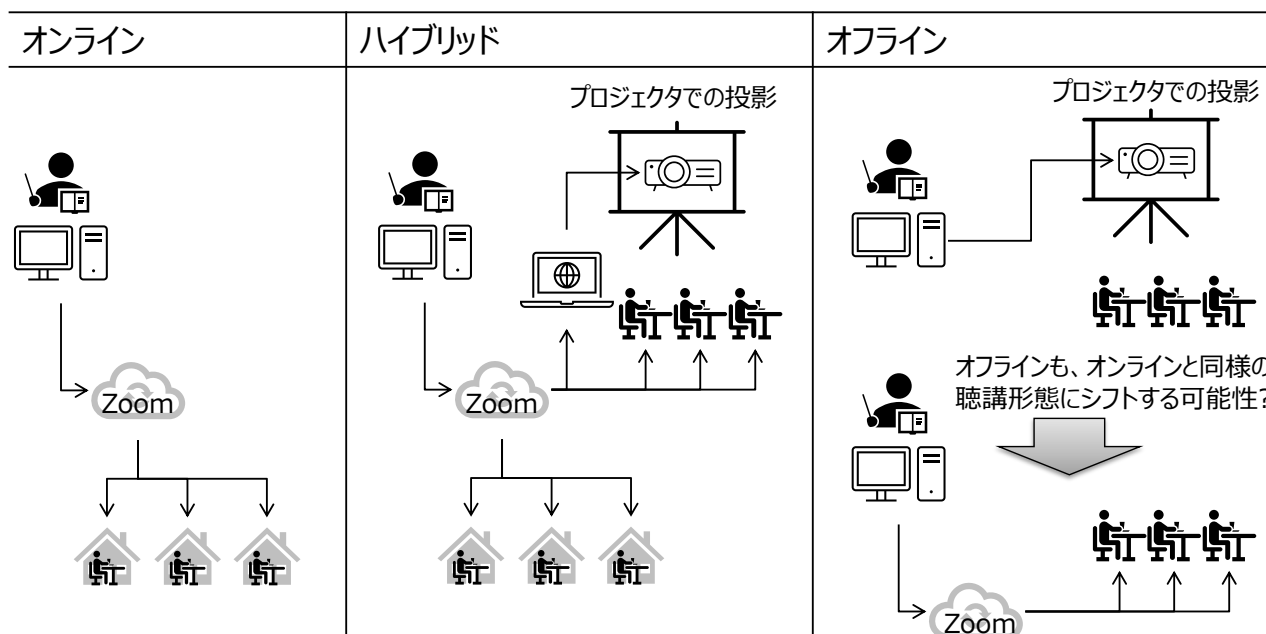 オンライン
ハイブリッド
オフライン
プロジェクタでの投影
プロジェクタでの投影
Zoom
Zoom
オフラインも、オンラインと同様の
聴講形態にシフトする可能性?
Zoom